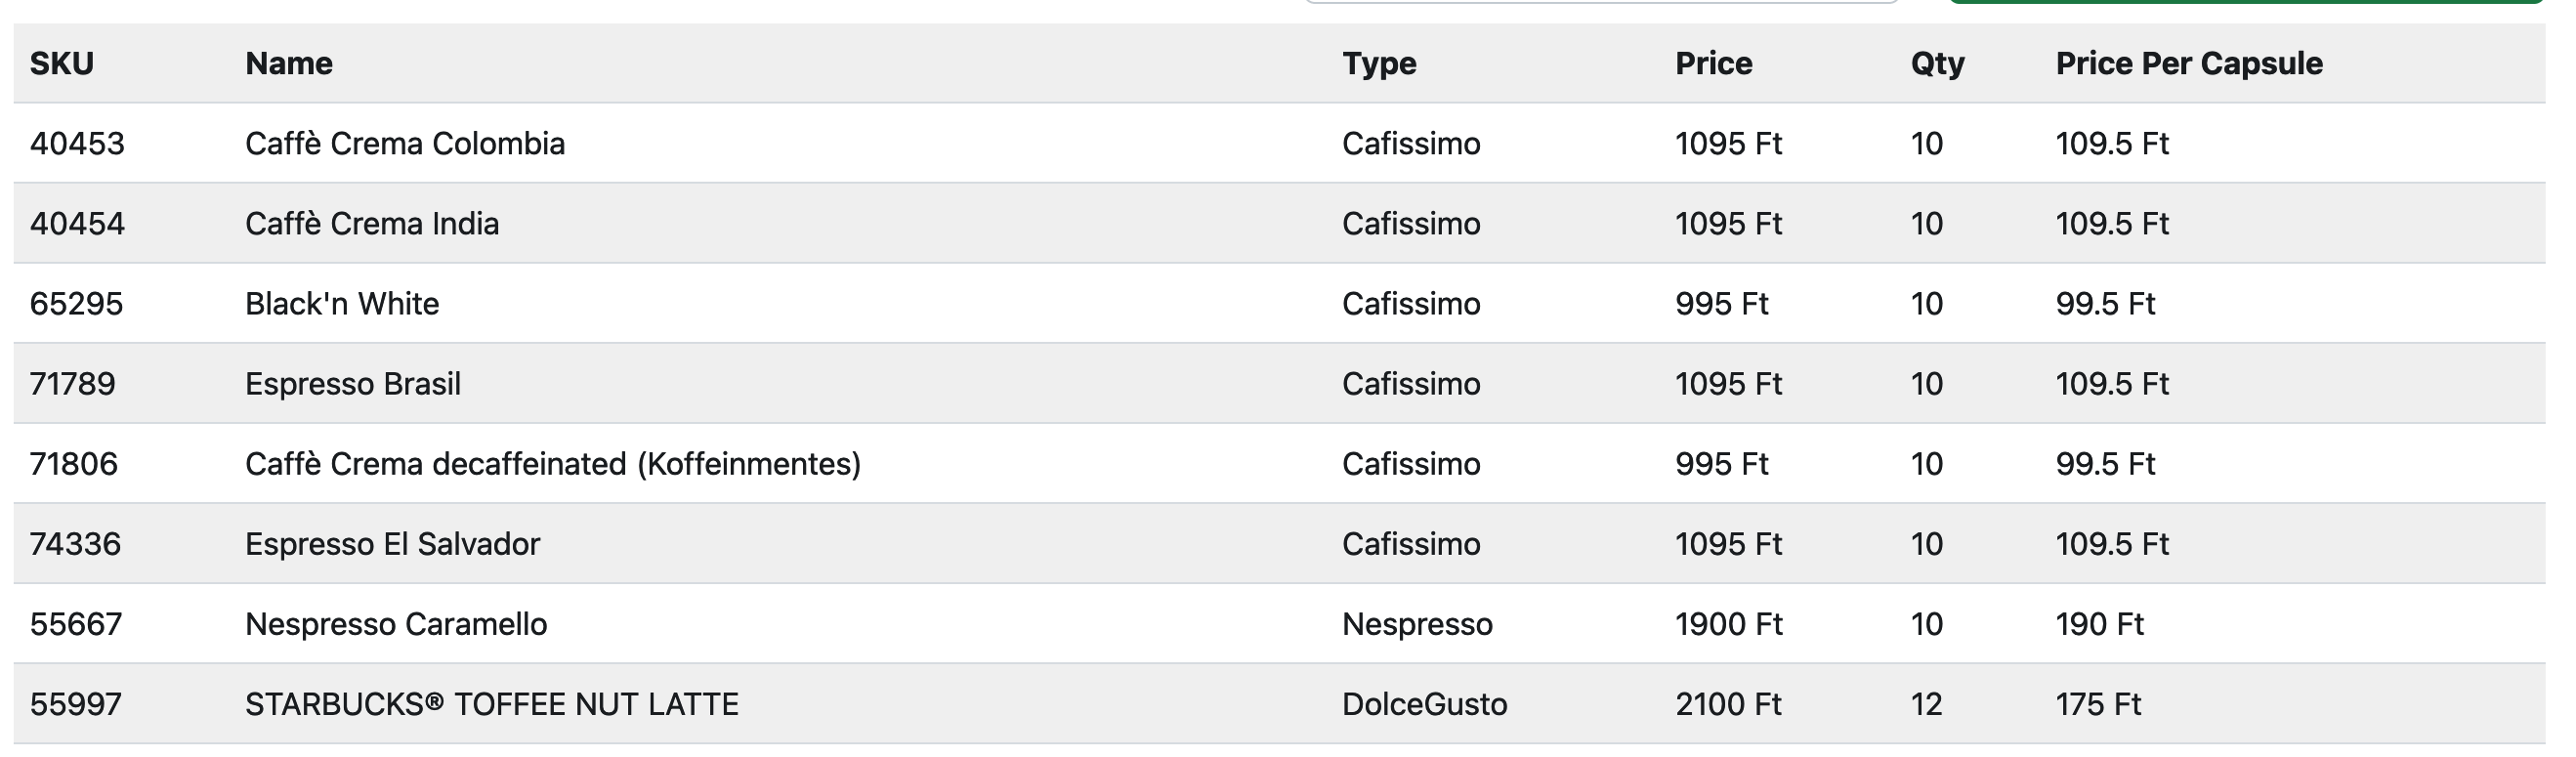 SKU Name Type Price Qty Price Per Capsule
40453 Caffè Crema Colombia Cafissimo 1095 Ft 10 109.5 Ft
40454 Caffè Crema India Cafissimo 1095 Ft 10 109.5 Ft
65295 Black'n White Cafissimo 995 Ft 10 99.5 Ft
71789 Espresso Brasil Cafissimo 1095 Ft 10 109.5 Ft
71806 Caffè Crema decaffeinated (Koffeinmentes) Cafissimo 995 Ft 10 99.5 Ft
74336 Espresso El Salvador Cafissimo 1095 Ft 10 109.5 Ft
55667 Nespresso Caramello Nespresso 1900 Ft 10 190 Ft
55997 STARBUCKS® TOFFEE NUT LATTE DolceGusto 2100 Ft 12 175 Ft